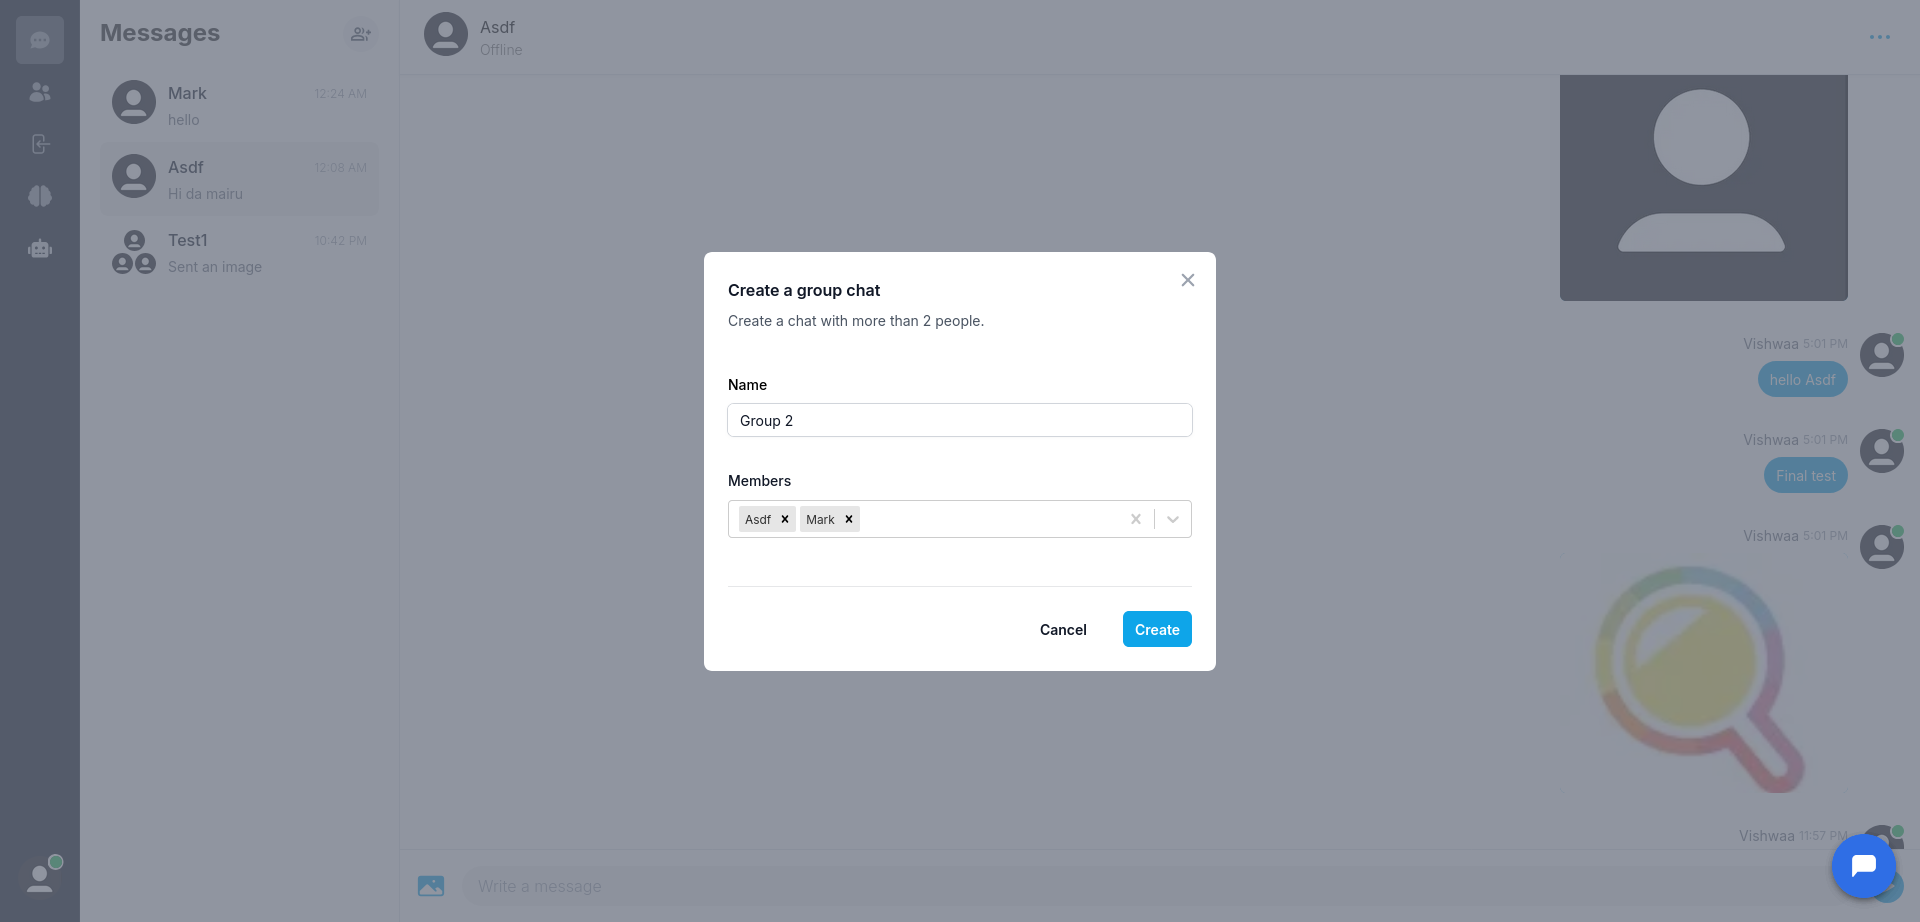 Messages
Mark 12:24 AM
hello
Asdf 12:08 AM
Hi da mairu
Test1 10:42 PM
Sent an image
Asdf
Offline
Vishwaa 5:01 PM
hello Asdf
Vishwaa 5:01 PM
Final test
Vishwaa 5:01 PM
Vishwaa 11:57 PM
Write a message
Create a group chat
Create a chat with more than 2 people.
Name
Group 2
Members
Asdf Mark
Cancel Create